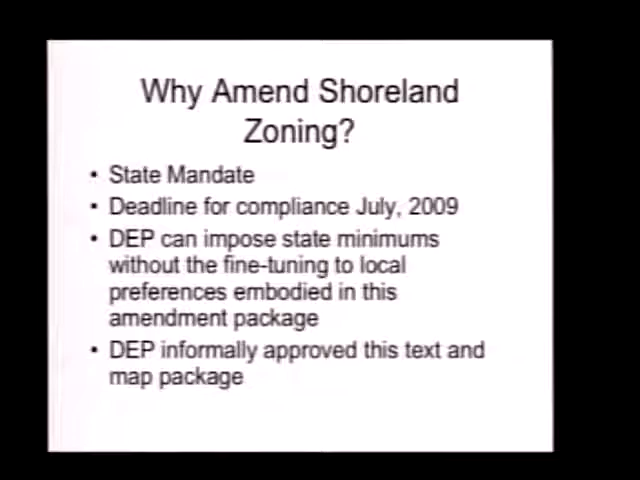 Why Amend Shoreland
Zoning?
• State Mandate
• Deadline for compliance July, 2009
• DEP can impose state minimums
without the fine-tuning to local
preferences embodied in this
amendment package
• DEP informally approved this text and
map package